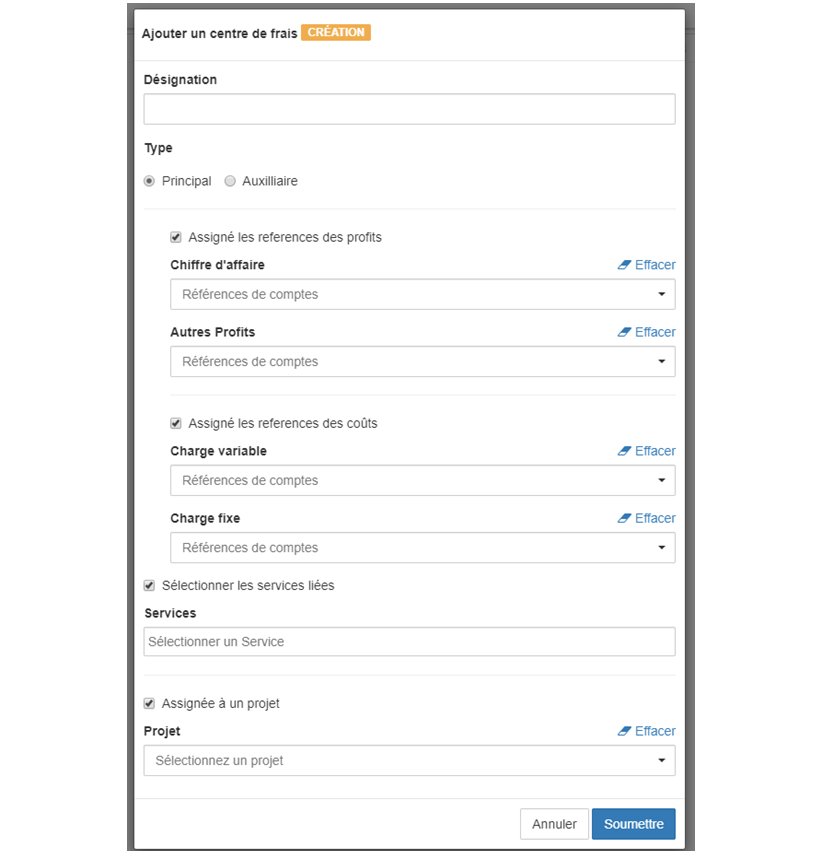 Ajouter un centre de frais CRÉATION
Désignation
Type
Principal Auxilliaire
Assigné les references des profits
Chiffre d'affaire Effacer
Références de comptes
Autres Profits Effacer
Références de comptes
Assigné les references des coûts
Charge variable Effacer
Références de comptes
Charge fixe Effacer
Références de comptes
Sélectionner les services liées
Services
Sélectionner un Service
Assignée à un projet
Projet Effacer
Sélectionnez un projet
Annuler Soumettre